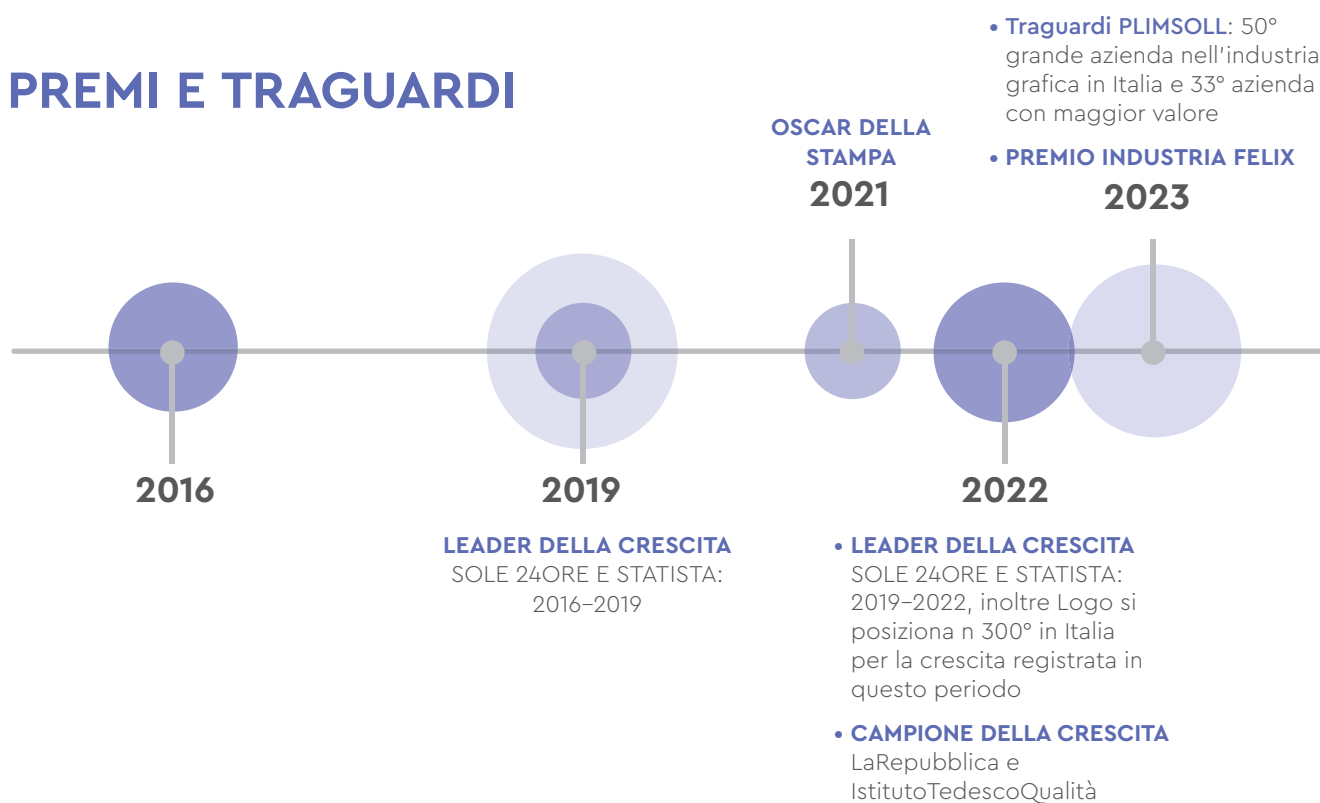 PREMI E TRAGUARDI
OSCAR DELLA
STAMPA
2021
• Traguardi PLIMSOLL: 50°
grande azienda nell'industria
grafica in Italia e 33° azienda
con maggior valore
• PREMIO INDUSTRIA FELIX
2023
2016
2019
LEADER DELLA CRESCITA
SOLE 24ORE E STATISTA:
2016–2019
2022
• LEADER DELLA CRESCITA
SOLE 24ORE E STATISTA:
2019–2022, inoltre Logo si
posiziona n 300° in Italia
per la crescita registrata in
questo periodo
• CAMPIONE DELLA CRESCITA
LaRepubblica e
IstitutoTedescoQualità